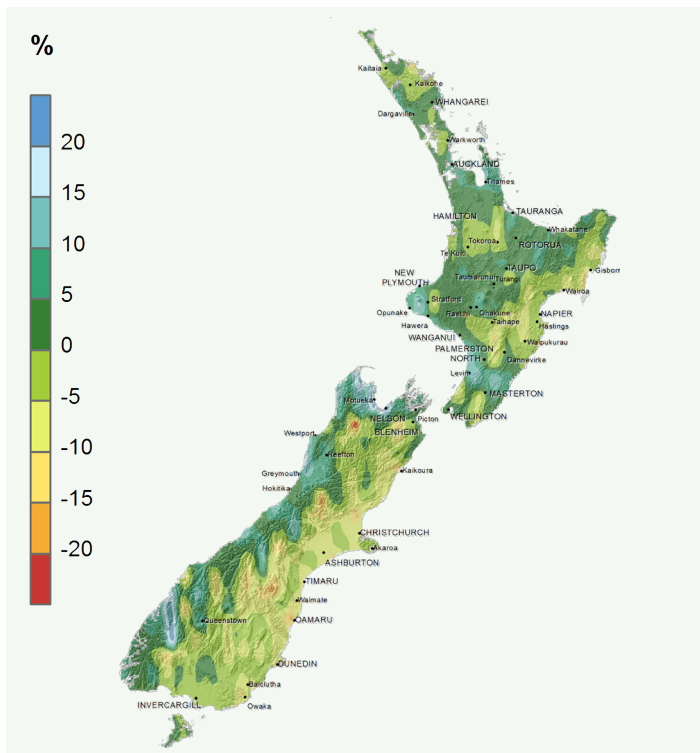 %
20
15
10
5
0
-5
-10
-15
-20
Kaitaia
Kaikohe
WHANGAREI
Dargaville
Warkworth
AUCKLAND
Thames
TAURANGA
HAMILTON
Whakatane
Tokoroa
ROTORUA
Te Kuiti
TAUPO
Gisborn
Taumarunui
Turangi
NEW
PLYMOUTH
Wairoa
Stratford
Opunake
Raetihi
Ohakune
NAPIER
Hawera
Taihape
Hastings
WANGANUI
Waipukurau
PALMERSTON
NORTH
Dannevirke
Levin
MASTERTON
Motueka
WELLINGTON
NELSON
Picton
BLENHEIM
Westport
Reefton
Kaikoura
Greymouth
Hokitika
CHRISTCHURCH
Akaroa
ASHBURTON
TIMARU
Waimate
Queenstown
OAMARU
DUNEDIN
Balclutha
INVERCARGILL
Owaka